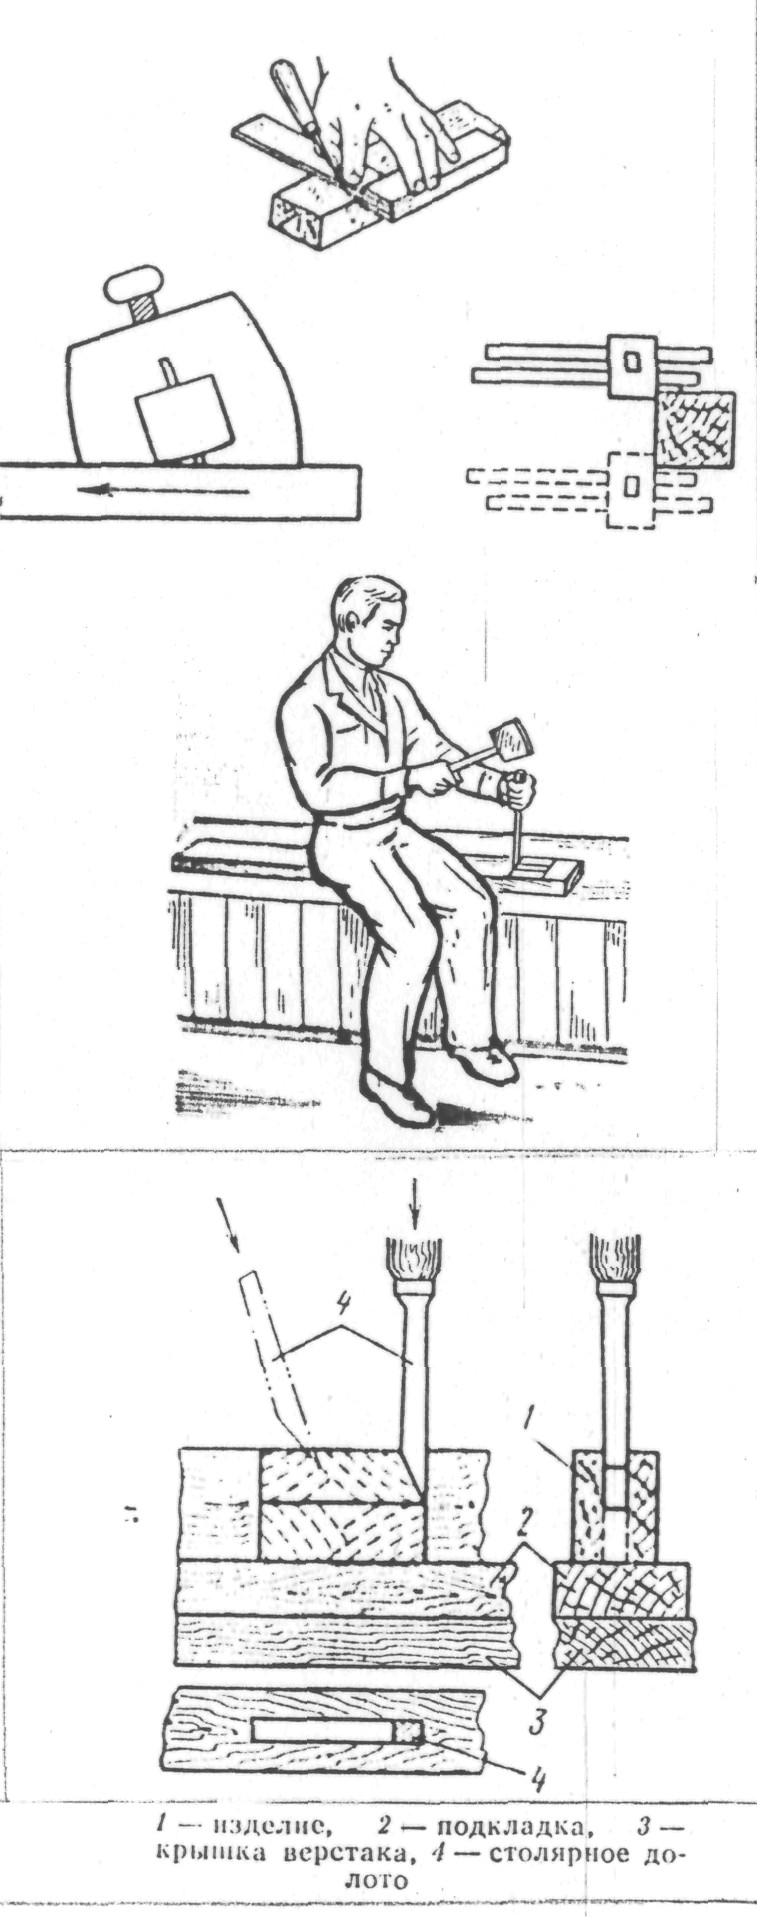 4
1
2
3
4
1 — изделие, 2 — подкладка, 3 —
крышка верстака, 4 — столярное до-
лото